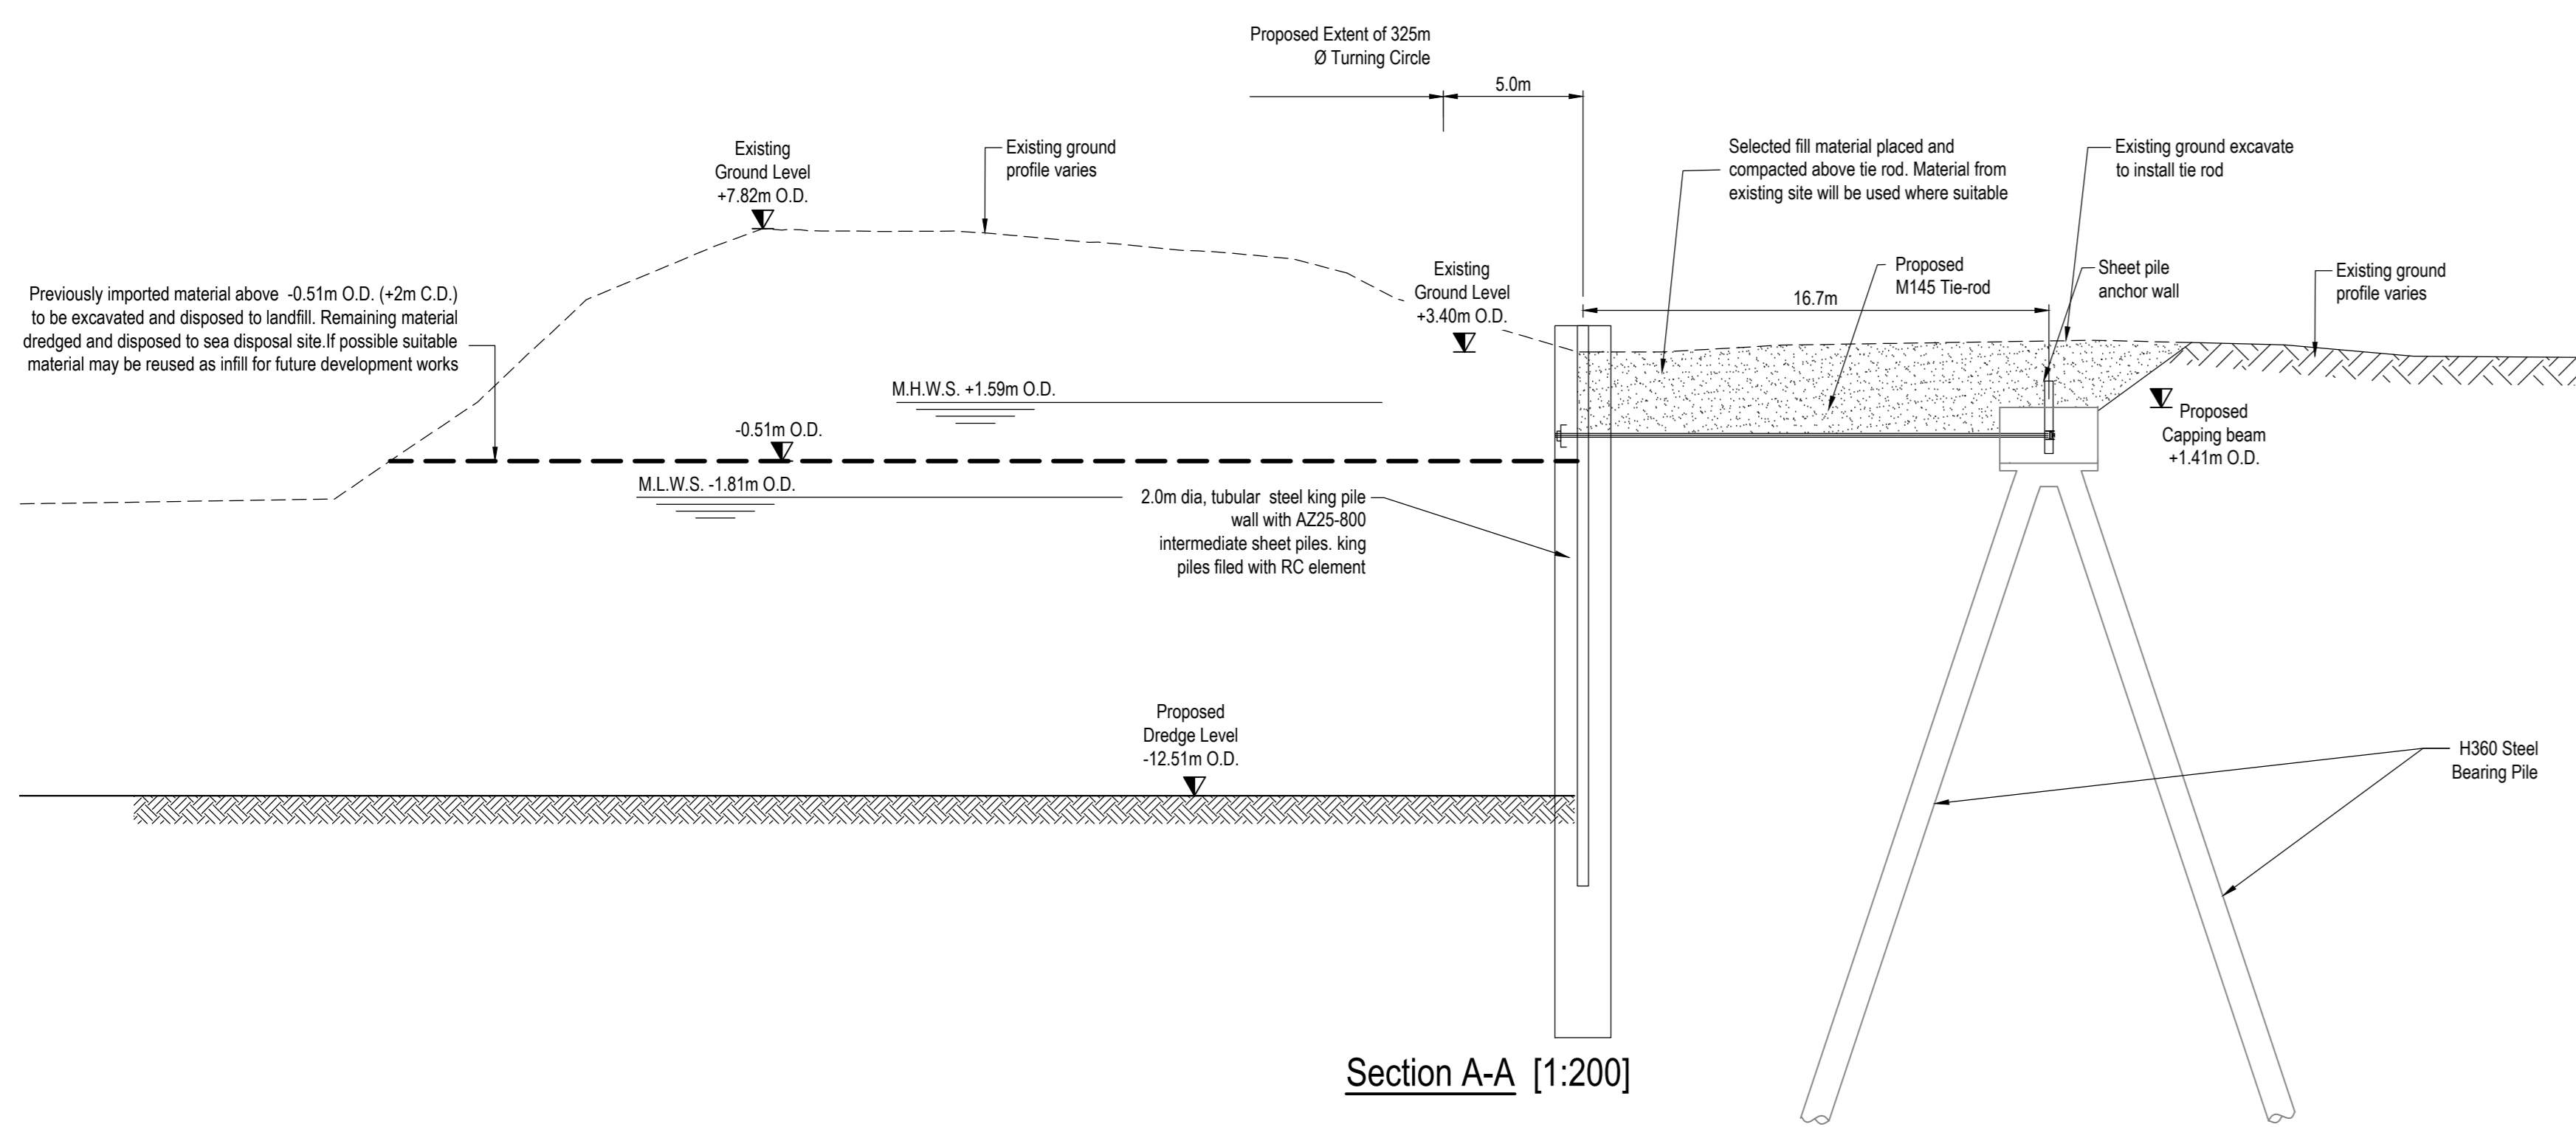 Proposed Extent of 325m
Ø Turning Circle
5.0m
Existing
Ground Level
+7.82m O.D.
Existing ground
profile varies
Selected fill material placed and
compacted above tie rod. Material from
existing site will be used where suitable
Existing ground excavate
to install tie rod
Previously imported material above -0.51m O.D. (+2m C.D.)
to be excavated and disposed to landfill. Remaining material
dredged and disposed to sea disposal site.If possible suitable
material may be reused as infill for future development works
Existing
Ground Level
+3.40m O.D.
16.7m
Proposed
M145 Tie-rod
Sheet pile
anchor wall
Existing ground
profile varies
M.H.W.S. +1.59m O.D.
-0.51m O.D.
M.L.W.S. -1.81m O.D.
Proposed
Capping beam
+1.41m O.D.
2.0m dia, tubular steel king pile
wall with AZ25-800
intermediate sheet piles. king
piles filed with RC element
Proposed
Dredge Level
-12.51m O.D.
H360 Steel
Bearing Pile
Section A-A [1:200]